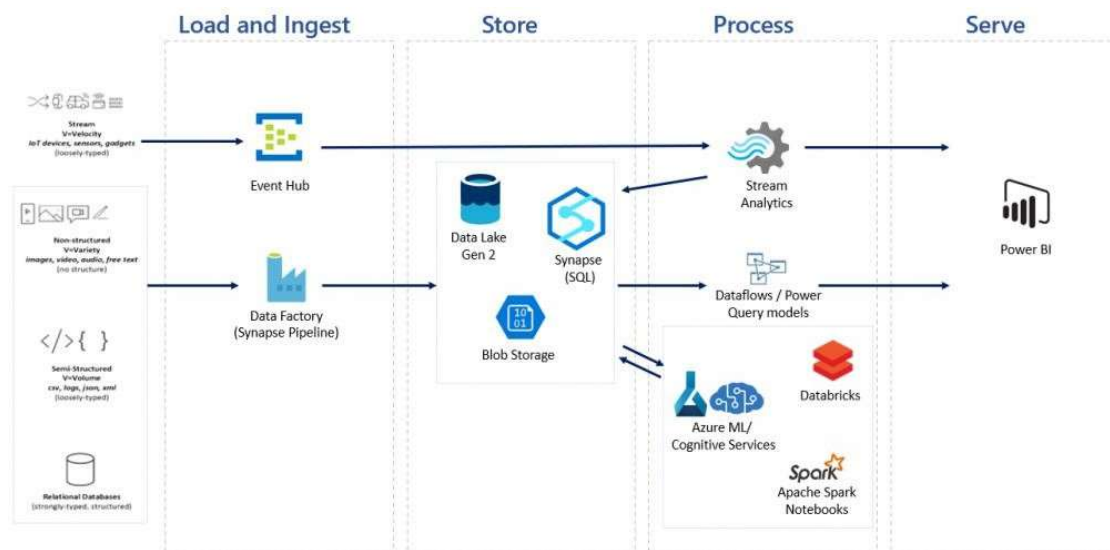 Load and Ingest
Store
Process
Serve
Stream
V=Velocity
IoT devices, sensors, gadgets
(loosely-typed)
Non-structured
V=Variety
images, video, audio, free text
(no structure)
Semi-Structured
V=Volume
csv, logs, json, xml
(loosely-typed)
Relational Databases
(strongly-typed, structured)
Event Hub
Data Factory
(Synapse Pipeline)
Data Lake
Gen 2
Synapse
(SQL)
10
01
Blob Storage
Stream
Analytics
Dataflows / Power
Query models
Azure ML/
Cognitive Services
Databricks
Spark
Apache Spark
Notebooks
Power BI